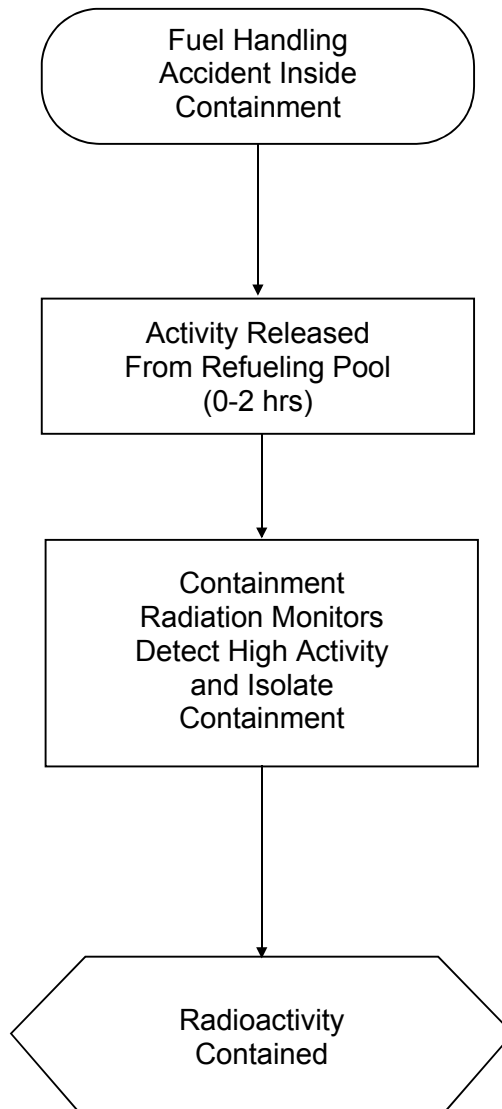 Fuel Handling
Accident Inside
Containment
Activity Released
From Refueling Pool
(0-2 hrs)
Containment
Radiation Monitors
Detect High Activity
and Isolate
Containment
Radioactivity
Contained